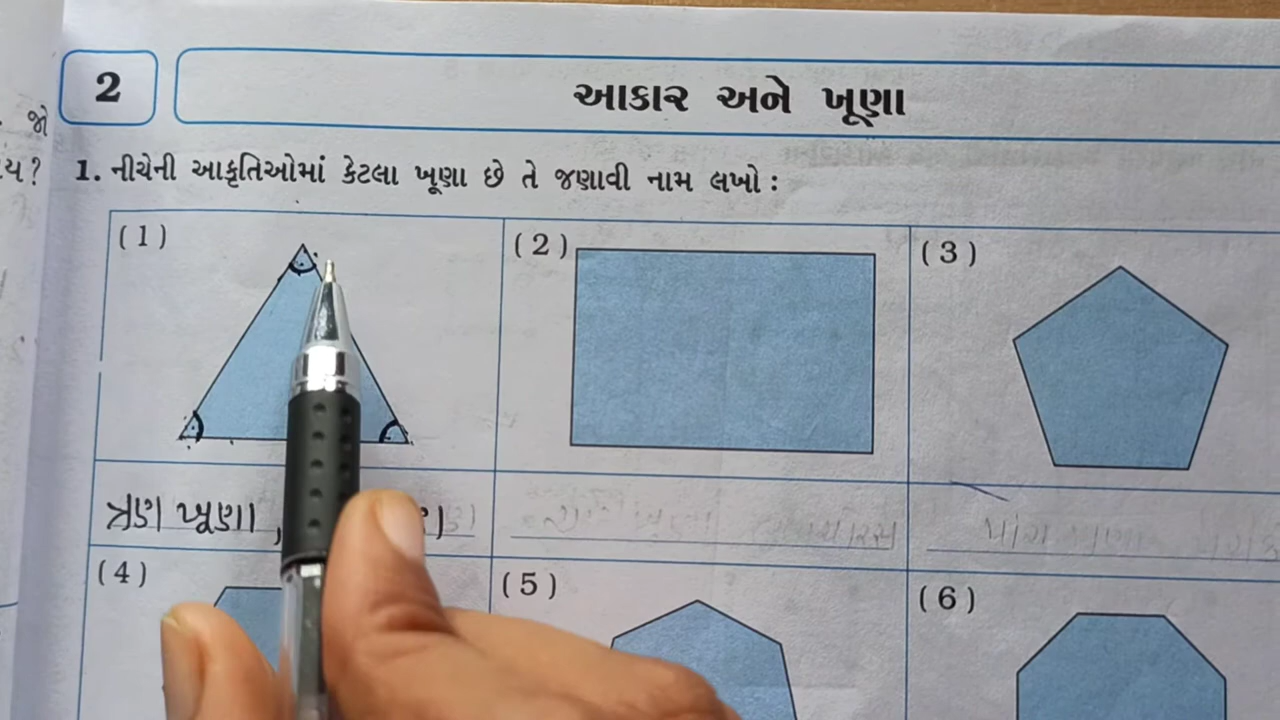 2
આકાર અને ખૂણા
જો
ય?
1. નીચેની આકૃતિઓમાં કેટલા ખૂણા છે તે જણાવી નામ લખો :
(1)
(2)
(3)
ત્રણ ખૂણા ,
(4)
(5)
(6)